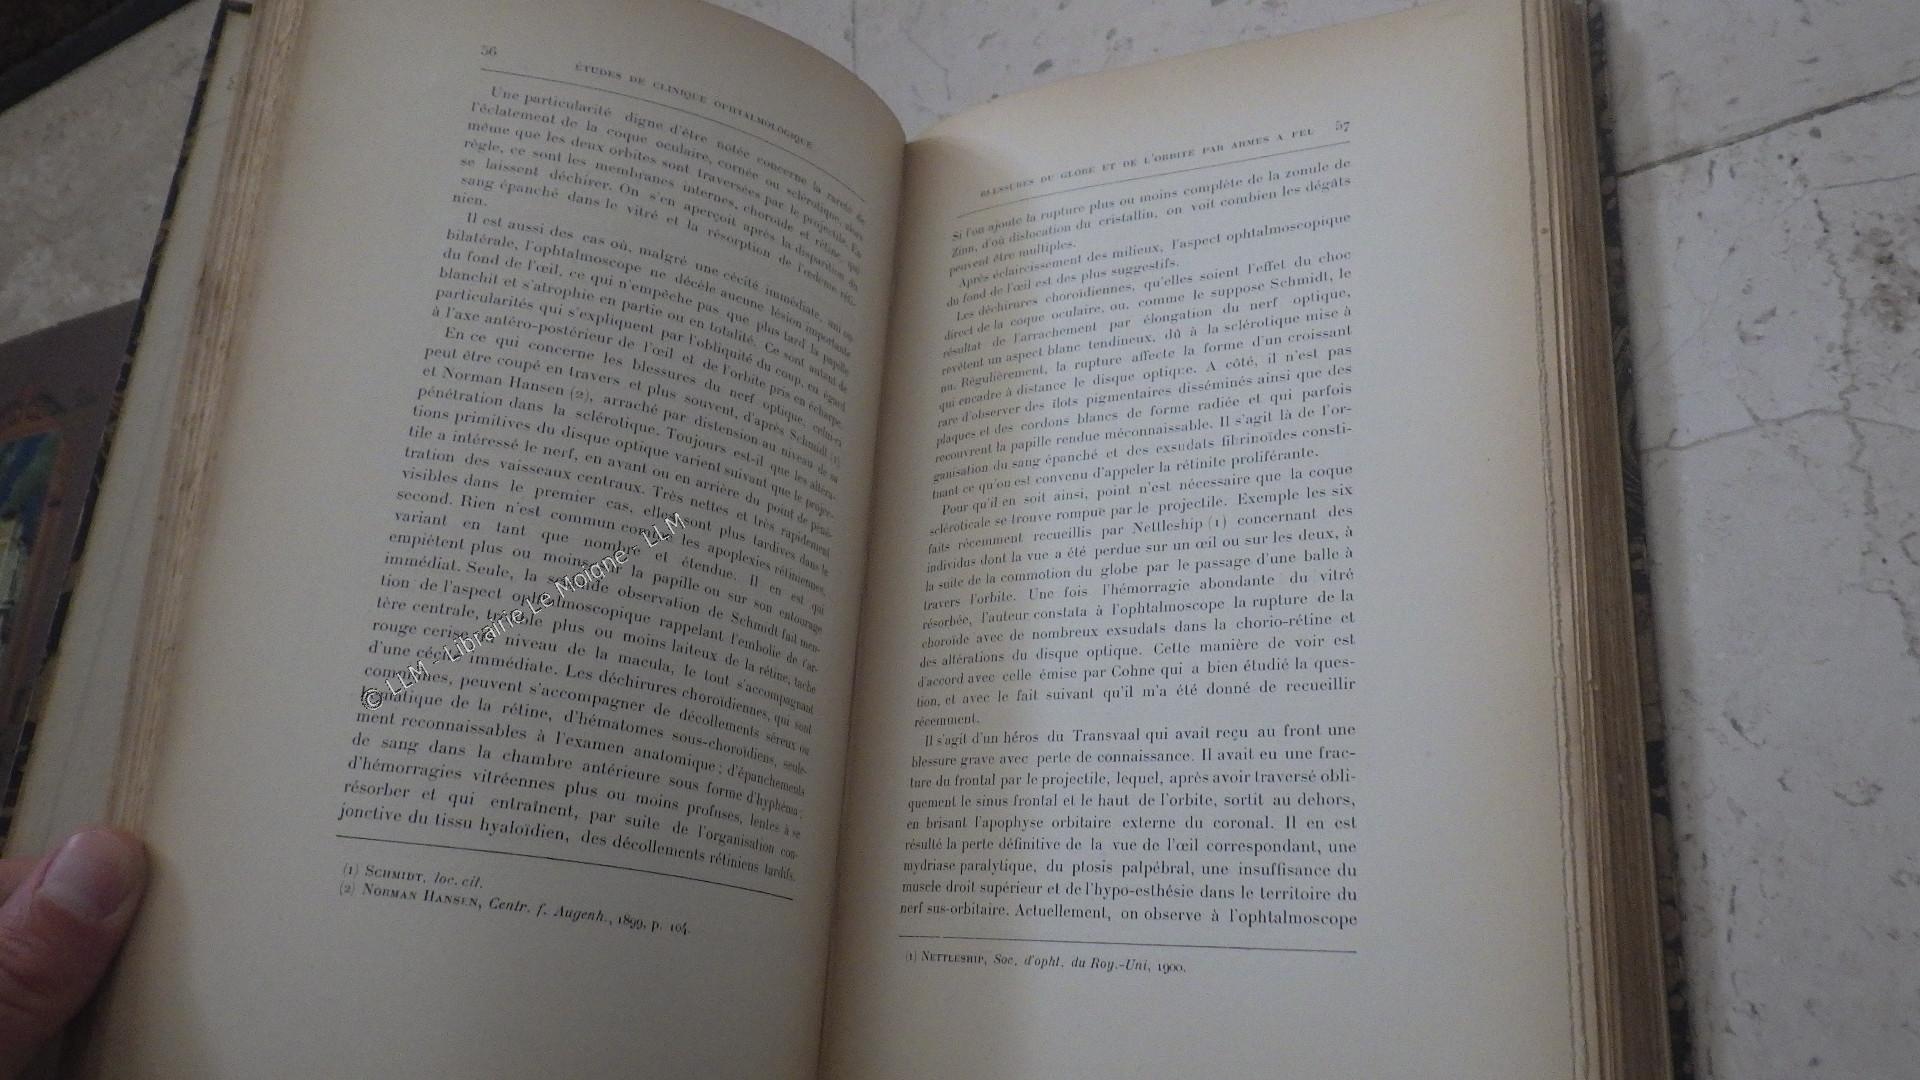 56
ÉTUDES DE CLINIQUE OPHTALMOLOGIQUE
Une particularité digne d'être notée concerne la rareté de
l'éclatement de la coque oculaire, cornée ou sclérotique, alors
même que les deux orbites sont traversées par le projectile. En
règle, ce sont les membranes internes, choroïde et rétine, qui
se laissent déchirer. On s'en aperçoit après la disparition du
sang épanché dans le vitré et la résorption de l'œdème réti-
nien.
Il est aussi des cas où, malgré une cécité immédiate, uni ou
bilatérale, l'ophtalmoscope ne décèle aucune lésion importante
du fond de l'œil, ce qui n'empêche pas que plus tard la papille
blanchit et s'atrophie en partie ou en totalité. Ce sont autant de
particularités qui s'expliquent par l'obliquité du coup, eu égard
à l'axe antéro-postérieur de l'œil et de l'orbite pris en écharpe.
En ce qui concerne les blessures du nerf optique, celui-ci
peut être coupé en travers et plus souvent, d'après Schmidt (1)
et Norman Hansen (2), arraché par distension au niveau de sa
pénétration dans la sclérotique. Toujours est-il que les altéra-
tions primitives du disque optique varient suivant que le projec-
tile a intéressé le nerf, en avant ou en arrière du point de péné-
tration des vaisseaux centraux. Très nettes et très rapidement
visibles dans le premier cas, elles sont plus tardives dans le
second. Rien n'est commun comme les apoplexies rétiniennes,
variant en tant que nombre et étendue. Il en est qui
empiètent plus ou moins sur la papille ou sur son entourage
immédiat. Seule, la seconde observation de Schmidt fait men-
tion de l'aspect ophtalmoscopique rappelant l'embolie de l'ar-
tère centrale, trouble plus ou moins laiteux de la rétine, tache
rouge cerise au niveau de la macula, le tout s'accompagnant
d'une cécité immédiate. Les déchirures choroïdiennes, qui sont
communes, peuvent s'accompagner de décollements séreux ou
hématique de la rétine, d'hématomes sous-choroïdiens, seule-
ment reconnaissables à l'examen anatomique ; d'épanchements
de sang dans la chambre antérieure sous forme d'hyphéma ;
d'hémorragies vitréennes plus ou moins profuses, lentes à se
résorber et qui entraînent, par suite de l'organisation con-
jonctive du tissu hyaloïdien, des décollements rétiniens tardifs.
(1) SCHMIDT, loc. cit.
(2) NORMAN HANSEN, Centr. f. Augenh., 1899, p. 164.
© LLM - Librairie Le Moigne - LLM
BLESSURES DU GLOBE ET DE L'ORBITE PAR ARMES A FEU 57
Si l'on ajoute la rupture plus ou moins complète de la zonule de
Zinn, d'où dislocation du cristallin, on voit combien les dégâts
peuvent être multiples.
Après éclaircissement des milieux, l'aspect ophtalmoscopique
du fond de l'œil est des plus suggestifs.
Les déchirures choroïdiennes, qu'elles soient l'effet du choc
direct de la coque oculaire, ou, comme le suppose Schmidt, le
résultat de l'arrachement par élongation du nerf optique,
revêtent un aspect blanc tendineux, dû à la sclérotique mise à
nu. Régulièrement, la rupture affecte la forme d'un croissant
qui encadre à distance le disque optique. A côté, il n'est pas
rare d'observer des îlots pigmentaires disséminés ainsi que des
plaques et des cordons blancs de forme radiée et qui parfois
recouvrent la papille rendue méconnaissable. Il s'agit là de l'or-
ganisation du sang épanché et des exsudats fibrinoïdes consti-
tuant ce qu'on est convenu d'appeler la rétinite proliférante.
Pour qu'il en soit ainsi, point n'est nécessaire que la coque
scléroticale se trouve rompue par le projectile. Exemple les six
faits récemment recueillis par Nettleship (1) concernant des
individus dont la vue a été perdue sur un œil ou sur les deux, à
la suite de la commotion du globe par le passage d'une balle à
travers l'orbite. Une fois l'hémorragie abondante du vitré
résorbée, l'auteur constata à l'ophtalmoscope la rupture de la
choroïde avec de nombreux exsudats dans la chorio-rétine et
des altérations du disque optique. Cette manière de voir est
d'accord avec celle émise par Cohne qui a bien étudié la ques-
tion, et avec le fait suivant qu'il m'a été donné de recueillir
récemment.
Il s'agit d'un héros du Transvaal qui avait reçu au front une
blessure grave avec perte de connaissance. Il avait eu une frac-
ture du frontal par le projectile, lequel, après avoir traversé obli-
quement le sinus frontal et le haut de l'orbite, sortit au dehors,
en brisant l'apophyse orbitaire externe du coronal. Il en est
résulté la perte définitive de la vue de l'œil correspondant, une
mydriase paralytique, du ptosis palpébral, une insuffisance du
muscle droit supérieur et de l'hypo-esthésie dans le territoire du
nerf sus-orbitaire. Actuellement, on observe à l'ophtalmoscope
(1) NETTLESHIP, Soc. d'opht. du Roy.-Uni, 1900.